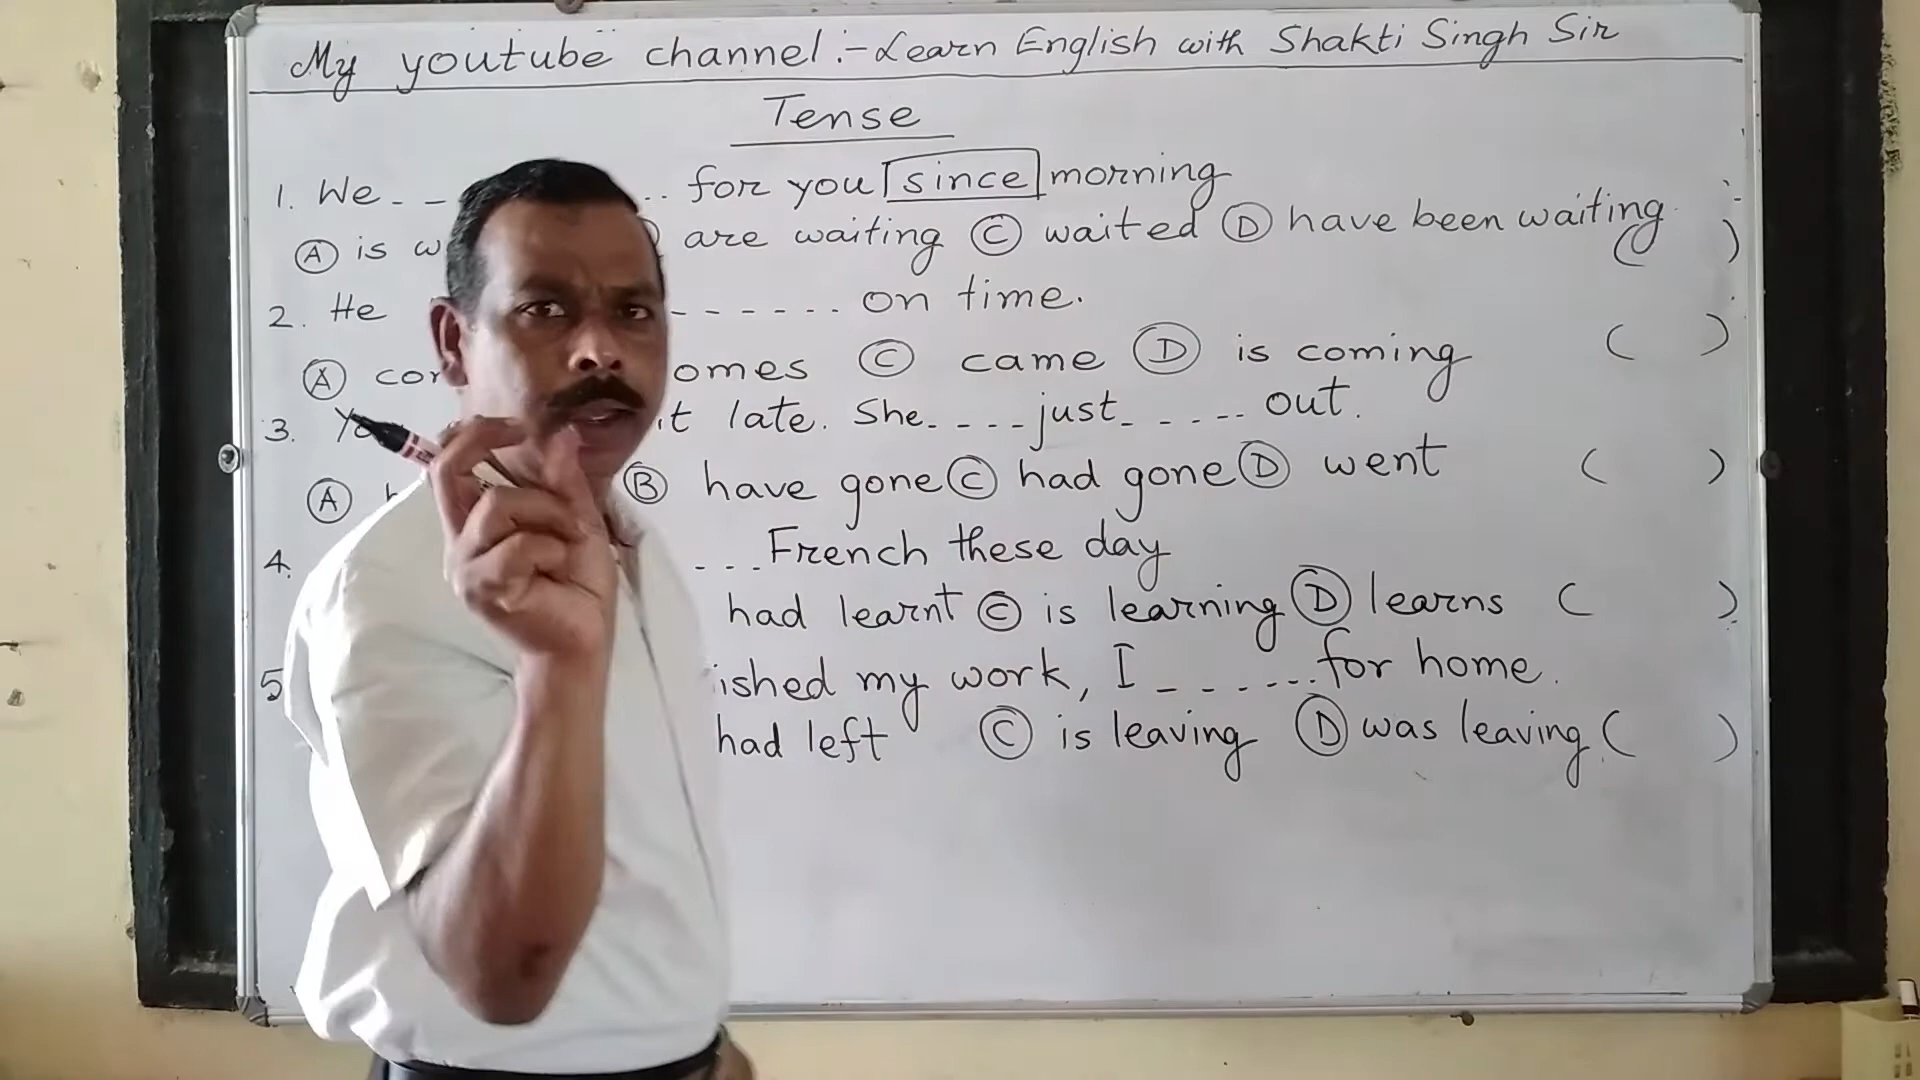 My youtube channel:- Learn English with Shakti Singh Sir
Tense
1. We - - . . for you since morning
(A) is are waiting (C) waited (D) have been waiting ( )
2. He - - - - - - on time.
(A) omes (C) came (D) is coming ( )
3. late. She - - - - just - - - - - out.
(A) (B) have gone (C) had gone (D) went ( )
4. - - - French these day
had learnt (C) is learning (D) learns ( )
5 ished my work, I - - - - - - for home.
had left (C) is leaving (D) was leaving ( )